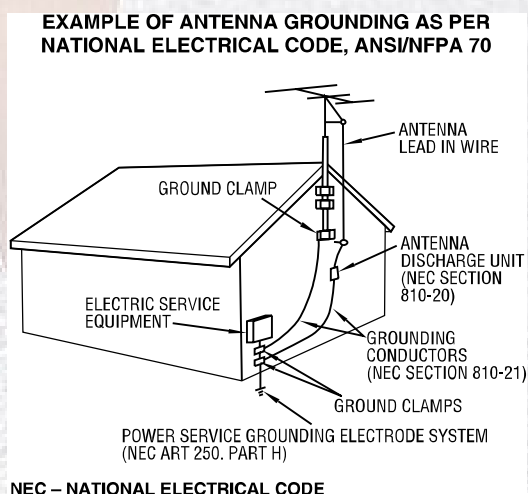 EXAMPLE OF ANTENNA GROUNDING AS PER
NATIONAL ELECTRICAL CODE, ANSI/NFPA 70
ANTENNA
LEAD IN WIRE
GROUND CLAMP
ANTENNA
DISCHARGE UNIT
(NEC SECTION
810-20)
ELECTRIC SERVICE
EQUIPMENT
GROUNDING
CONDUCTORS
(NEC SECTION 810-21)
GROUND CLAMPS
POWER SERVICE GROUNDING ELECTRODE SYSTEM
(NEC ART 250. PART H)
NEC – NATIONAL ELECTRICAL CODE